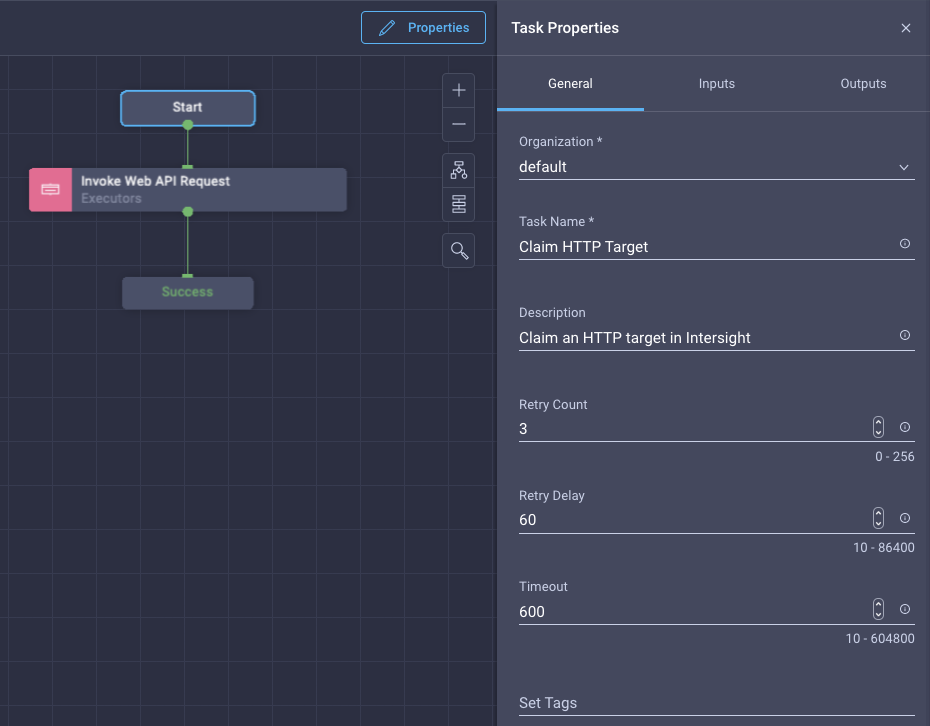 Properties
Start
Invoke Web API Request
Executors
Success
Task Properties
General
Inputs
Outputs
Organization *
default
Task Name *
Claim HTTP Target
Description
Claim an HTTP target in Intersight
Retry Count
3
0 - 256
Retry Delay
60
10 - 86400
Timeout
600
10 - 604800
Set Tags